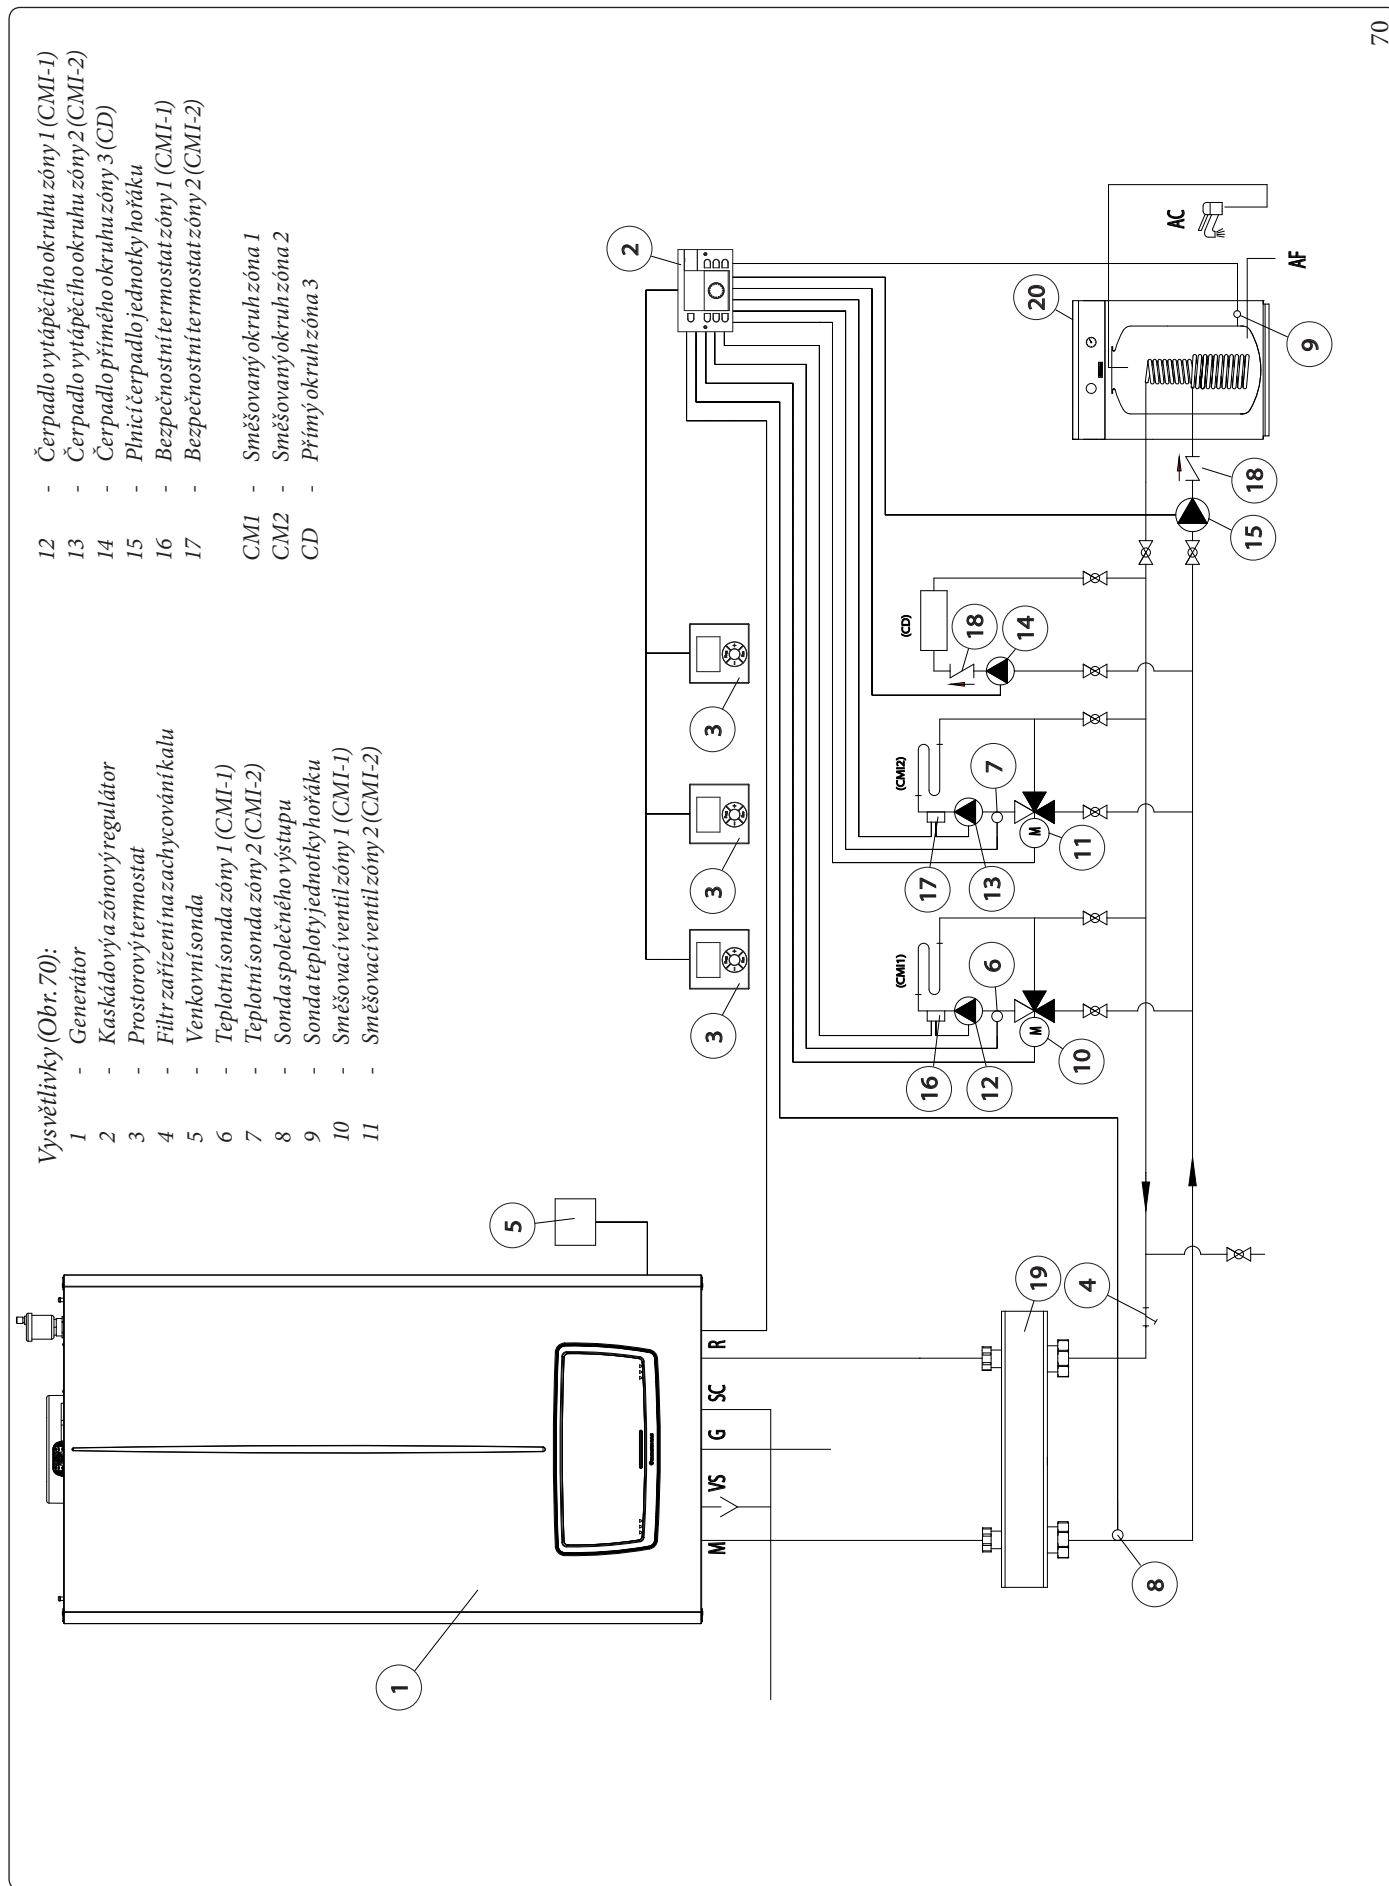 Vysvětlivky (Obr. 70):
1 - Generátor
2 - Kaskádový a zónový regulátor
3 - Prostorový termostat
4 - Filtr zařízení na zachycování kalu
5 - Venkovní sonda
6 - Teplotní sonda zóny 1 (CMI-1)
7 - Teplotní sonda zóny 2 (CMI-2)
8 - Sonda společného výstupu
9 - Sonda teploty jednotky hořáku
10 - Směšovací ventil zóny 1 (CMI-1)
11 - Směšovací ventil zóny 2 (CMI-2)
12 - Čerpadlo vytápěcího okruhu zóny 1 (CMI-1)
13 - Čerpadlo vytápěcího okruhu zóny 2 (CMI-2)
14 - Čerpadlo přímého okruhu zóny 3 (CD)
15 - Plnicí čerpadlo jednotky hořáku
16 - Bezpečnostní termostat zóny 1 (CMI-1)
17 - Bezpečnostní termostat zóny 2 (CMI-2)
CM1 - Směšovaný okruh zóna 1
CM2 - Směšovaný okruh zóna 2
CD - Přímý okruh zóna 3
1
5
M
VS
G
SC
R
3
3
3
2
(CMI1)
(CMI2)
(CD)
16
12
6
M
10
17
13
7
M
11
18
14
15
18
20
9
AC
AF
19
4
8
70